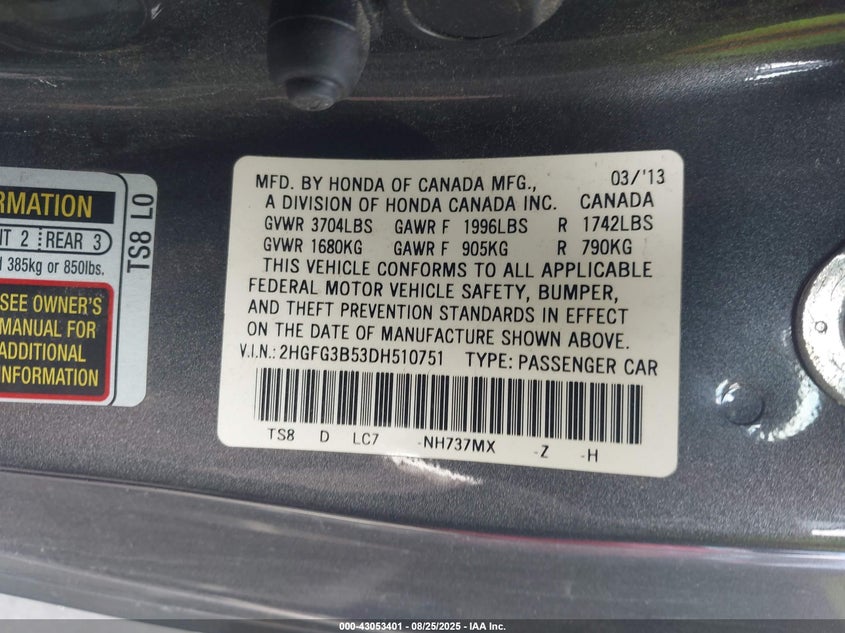 RMATION
NT 2 REAR 3
385kg or 850lbs.
SEE OWNER'S
MANUAL FOR
ADDITIONAL
INFORMATION
TS8 L0
MFD. BY HONDA OF CANADA MFG., 03/'13
A DIVISION OF HONDA CANADA INC. CANADA
GVWR 3704LBS GAWR F 1996LBS R 1742LBS
GVWR 1680KG GAWR F 905KG R 790KG
THIS VEHICLE CONFORMS TO ALL APPLICABLE
FEDERAL MOTOR VEHICLE SAFETY, BUMPER,
AND THEFT PREVENTION STANDARDS IN EFFECT
ON THE DATE OF MANUFACTURE SHOWN ABOVE.
V.I.N.: 2HGFG3B53DH510751 TYPE: PASSENGER CAR
TS8 D LC7 -NH737MX -Z -H
000-43053401 - 08/25/2025 - IAA Inc.